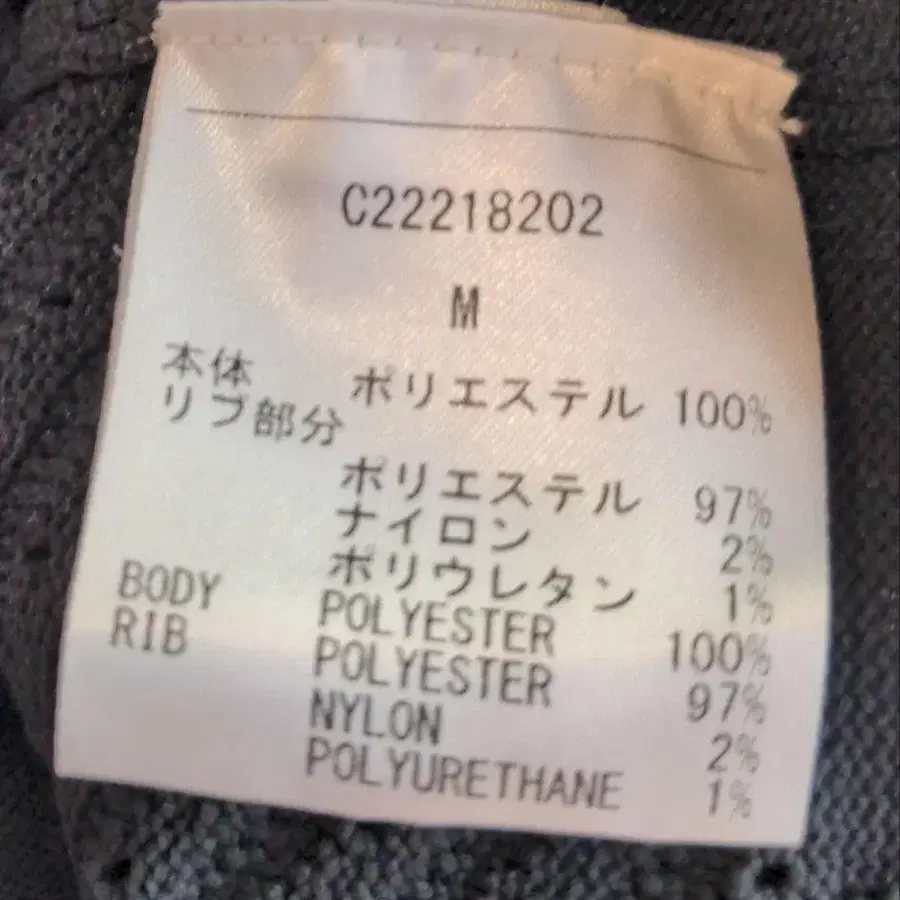 C22218202
M
本体 ポリエステル 100%
リブ部分
ポリエステル 97%
ナイロン 2%
ポリウレタン 1%
BODY POLYESTER 100%
RIB POLYESTER 97%
NYLON 2%
POLYURETHANE 1%